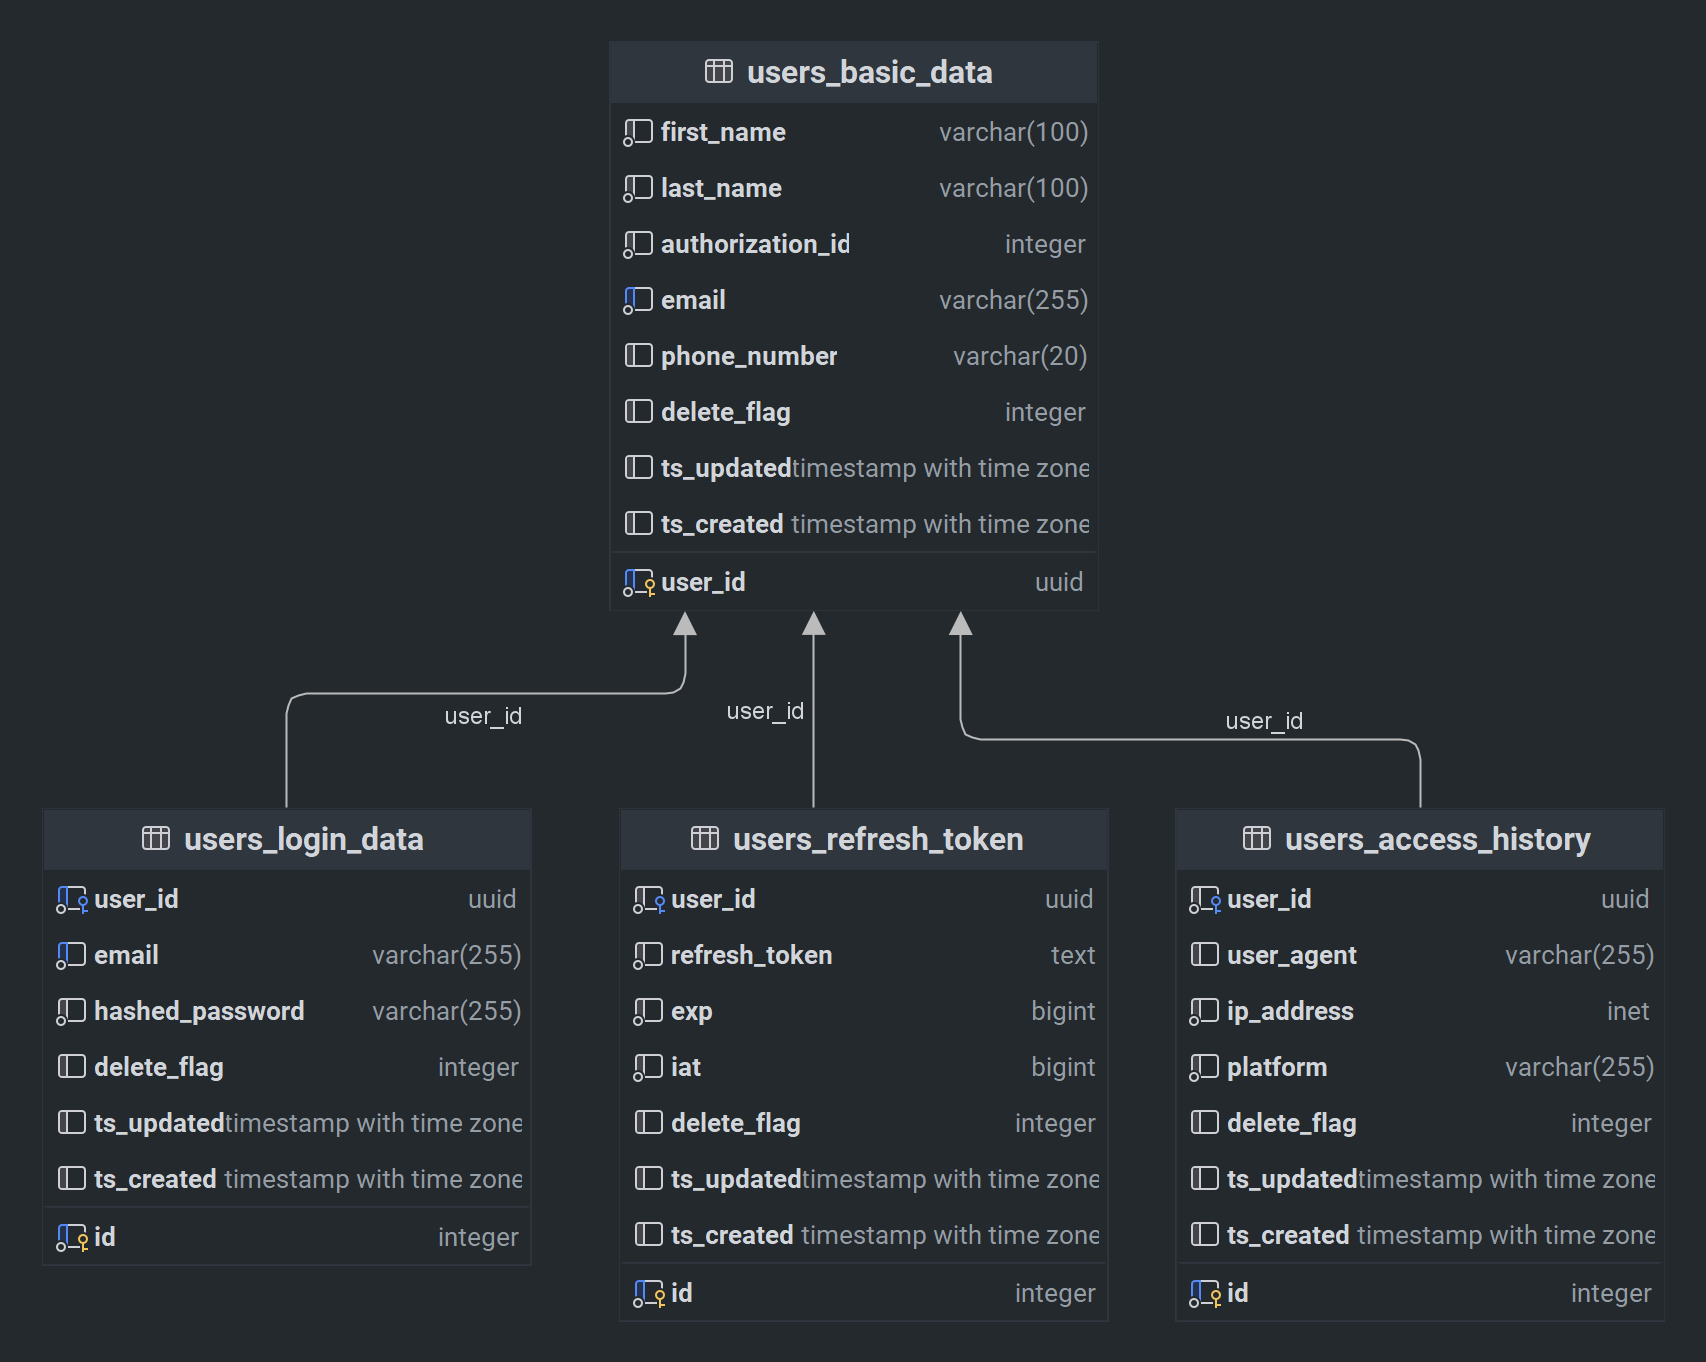 users_basic_data
first_name varchar(100)
last_name varchar(100)
authorization_id integer
email varchar(255)
phone_number varchar(20)
delete_flag integer
ts_updated timestamp with time zone
ts_created timestamp with time zone
user_id uuid
user_id
user_id
user_id
users_login_data
user_id uuid
email varchar(255)
hashed_password varchar(255)
delete_flag integer
ts_updated timestamp with time zone
ts_created timestamp with time zone
id integer
users_refresh_token
user_id uuid
refresh_token text
exp bigint
iat bigint
delete_flag integer
ts_updated timestamp with time zone
ts_created timestamp with time zone
id integer
users_access_history
user_id uuid
user_agent varchar(255)
ip_address inet
platform varchar(255)
delete_flag integer
ts_updated timestamp with time zone
ts_created timestamp with time zone
id integer